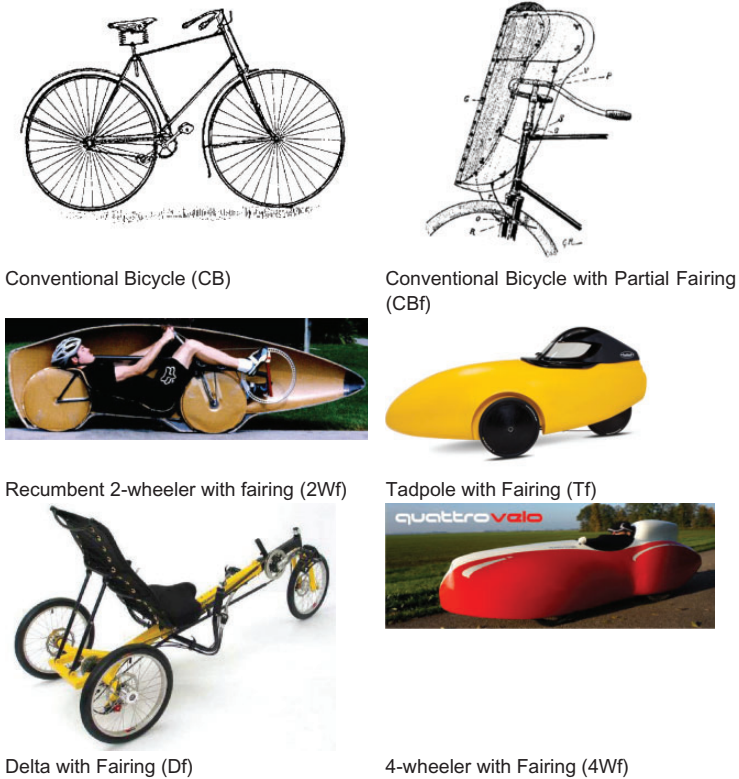 G
V
P
S
Conventional Bicycle (CB)
Conventional Bicycle with Partial Fairing
(CBf)
Recumbent 2-wheeler with fairing (2Wf)
Tadpole with Fairing (Tf)
quattrovelo
Delta with Fairing (Df)
4-wheeler with Fairing (4Wf)